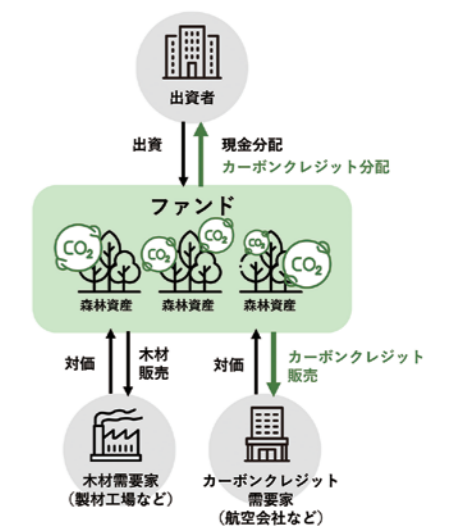 出資者
出資
現金分配
カーボンクレジット分配
ファンド
CO2
CO2
CO2
CO2
CO2
森林資産
森林資産
森林資産
対価
木材
販売
対価
カーボンクレジット
販売
木材需要家
（製材工場など）
カーボンクレジット
需要家
（航空会社など）